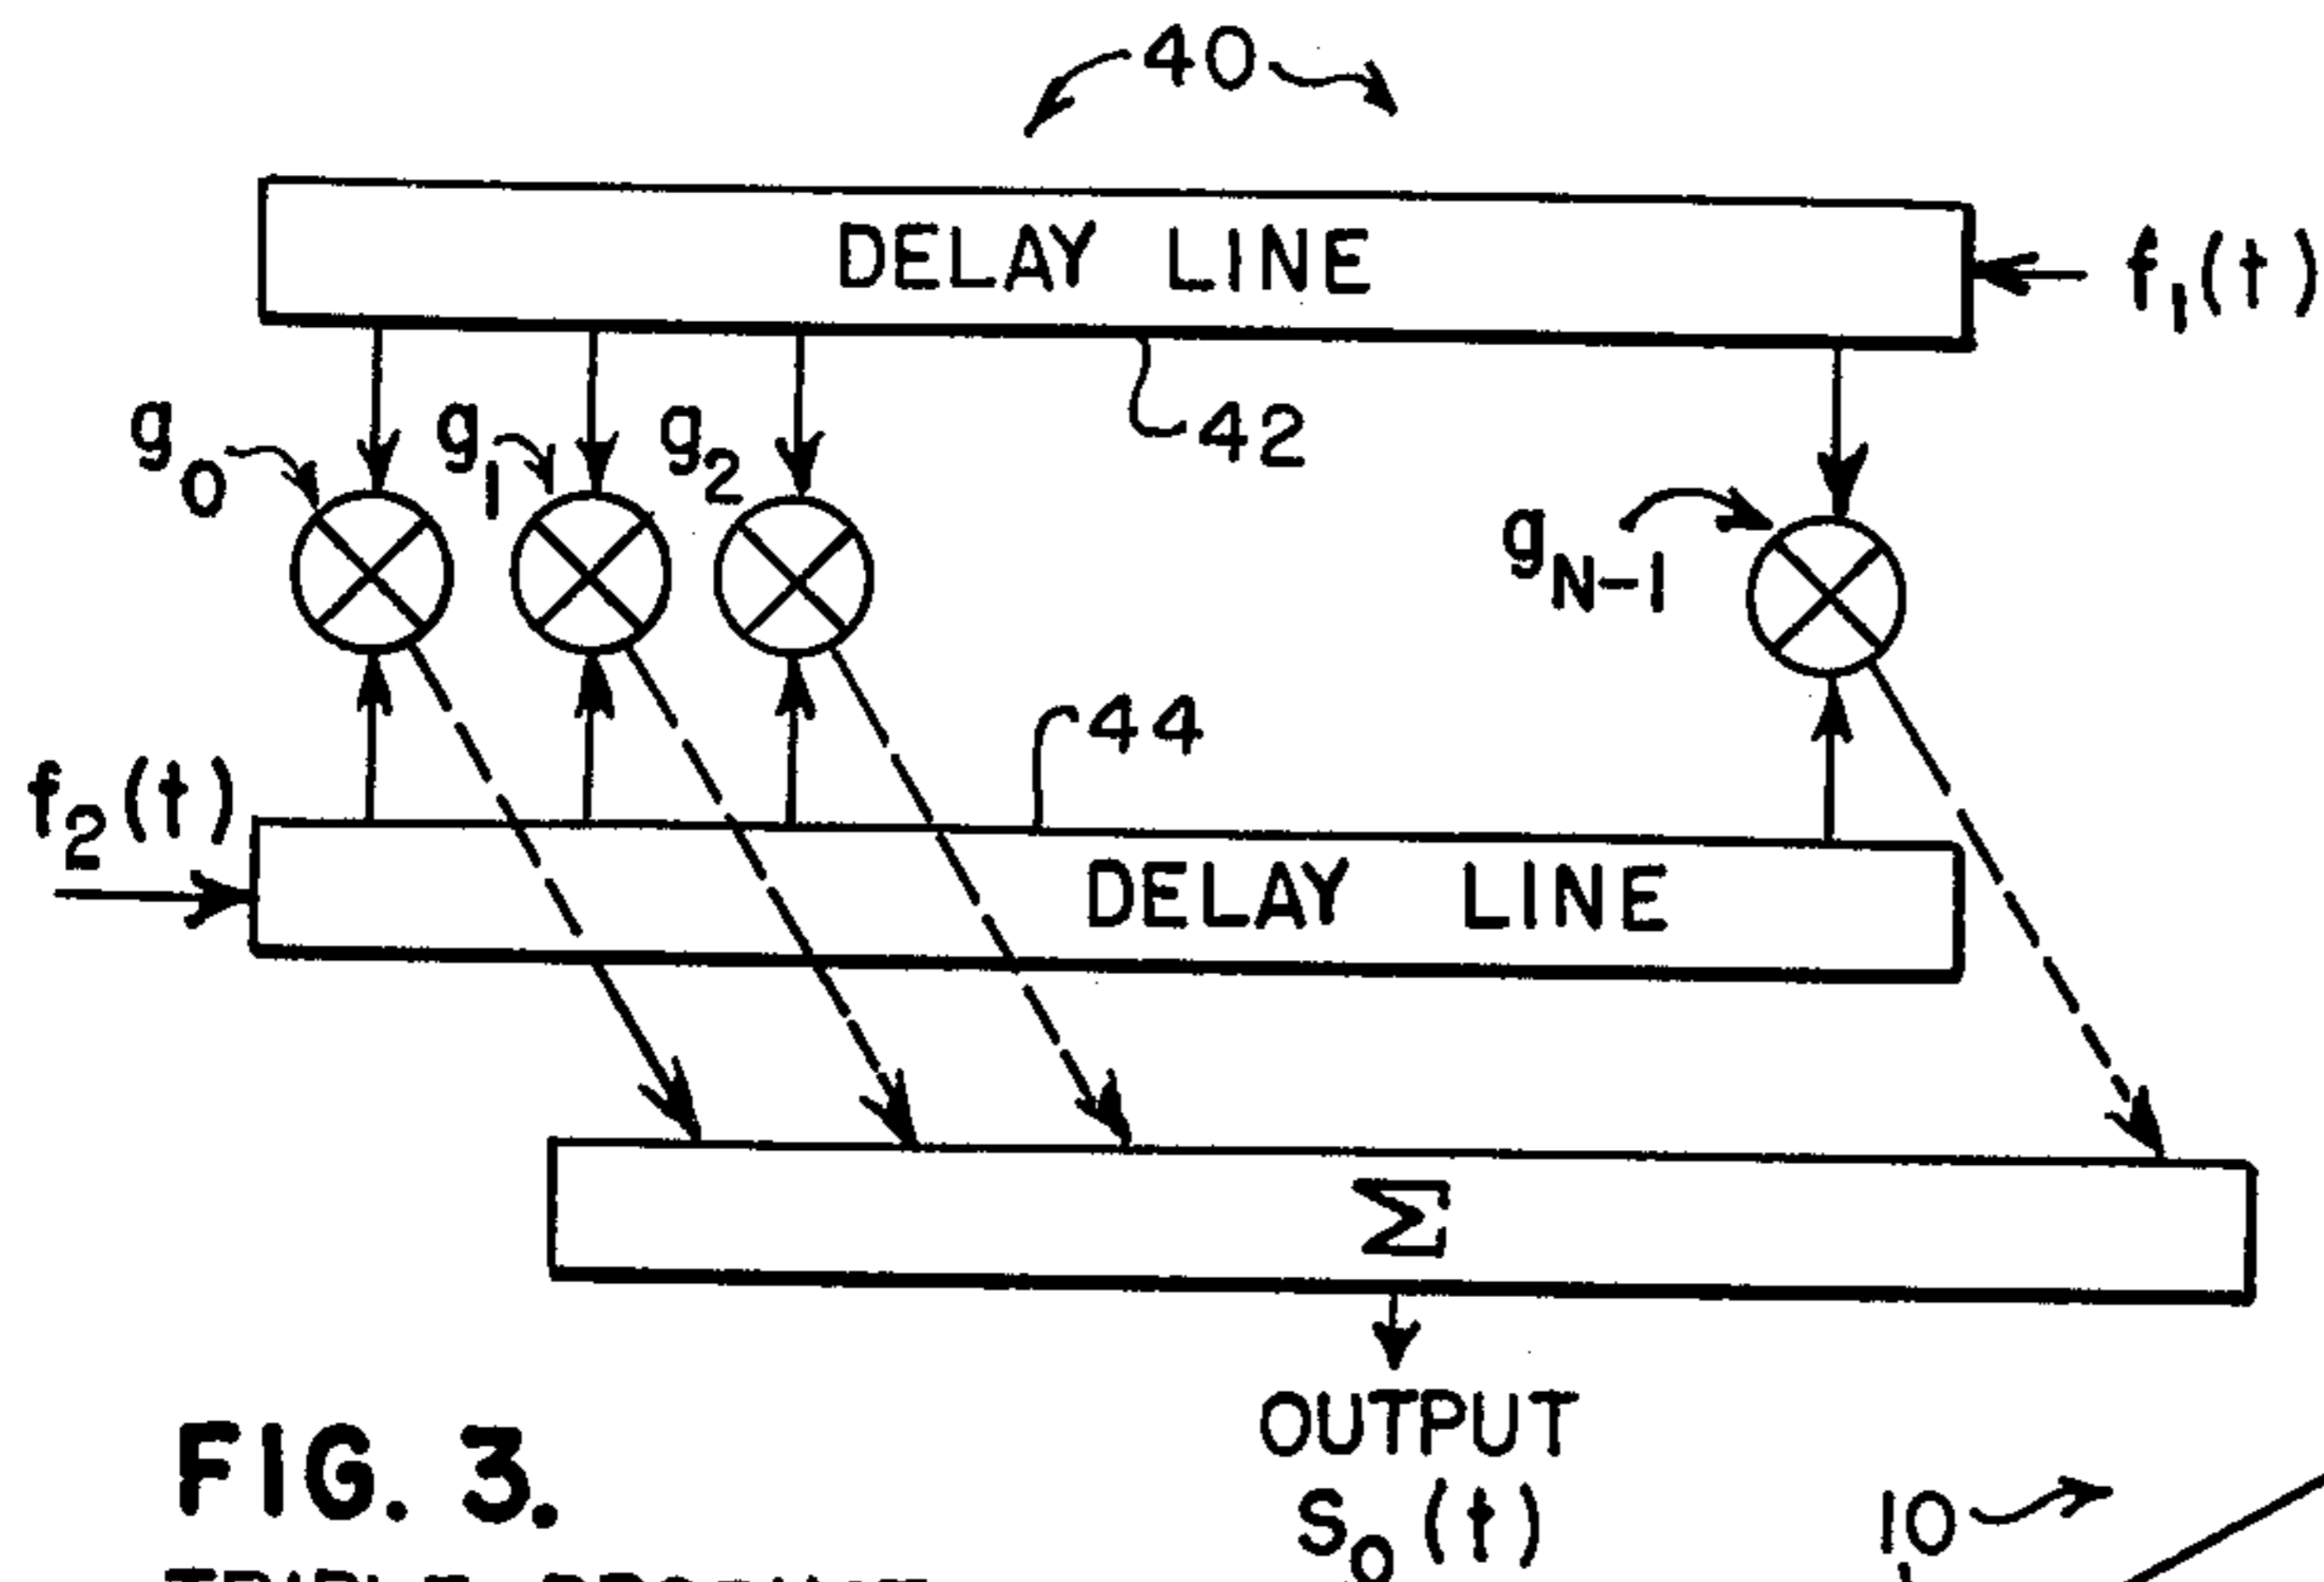 40
DELAY LINE
f₁(t)
g₀
g₁
g₂
42
gN-1
44
f₂(t)
DELAY LINE
Σ
OUTPUT
S₀(t)
FIG. 3.
10